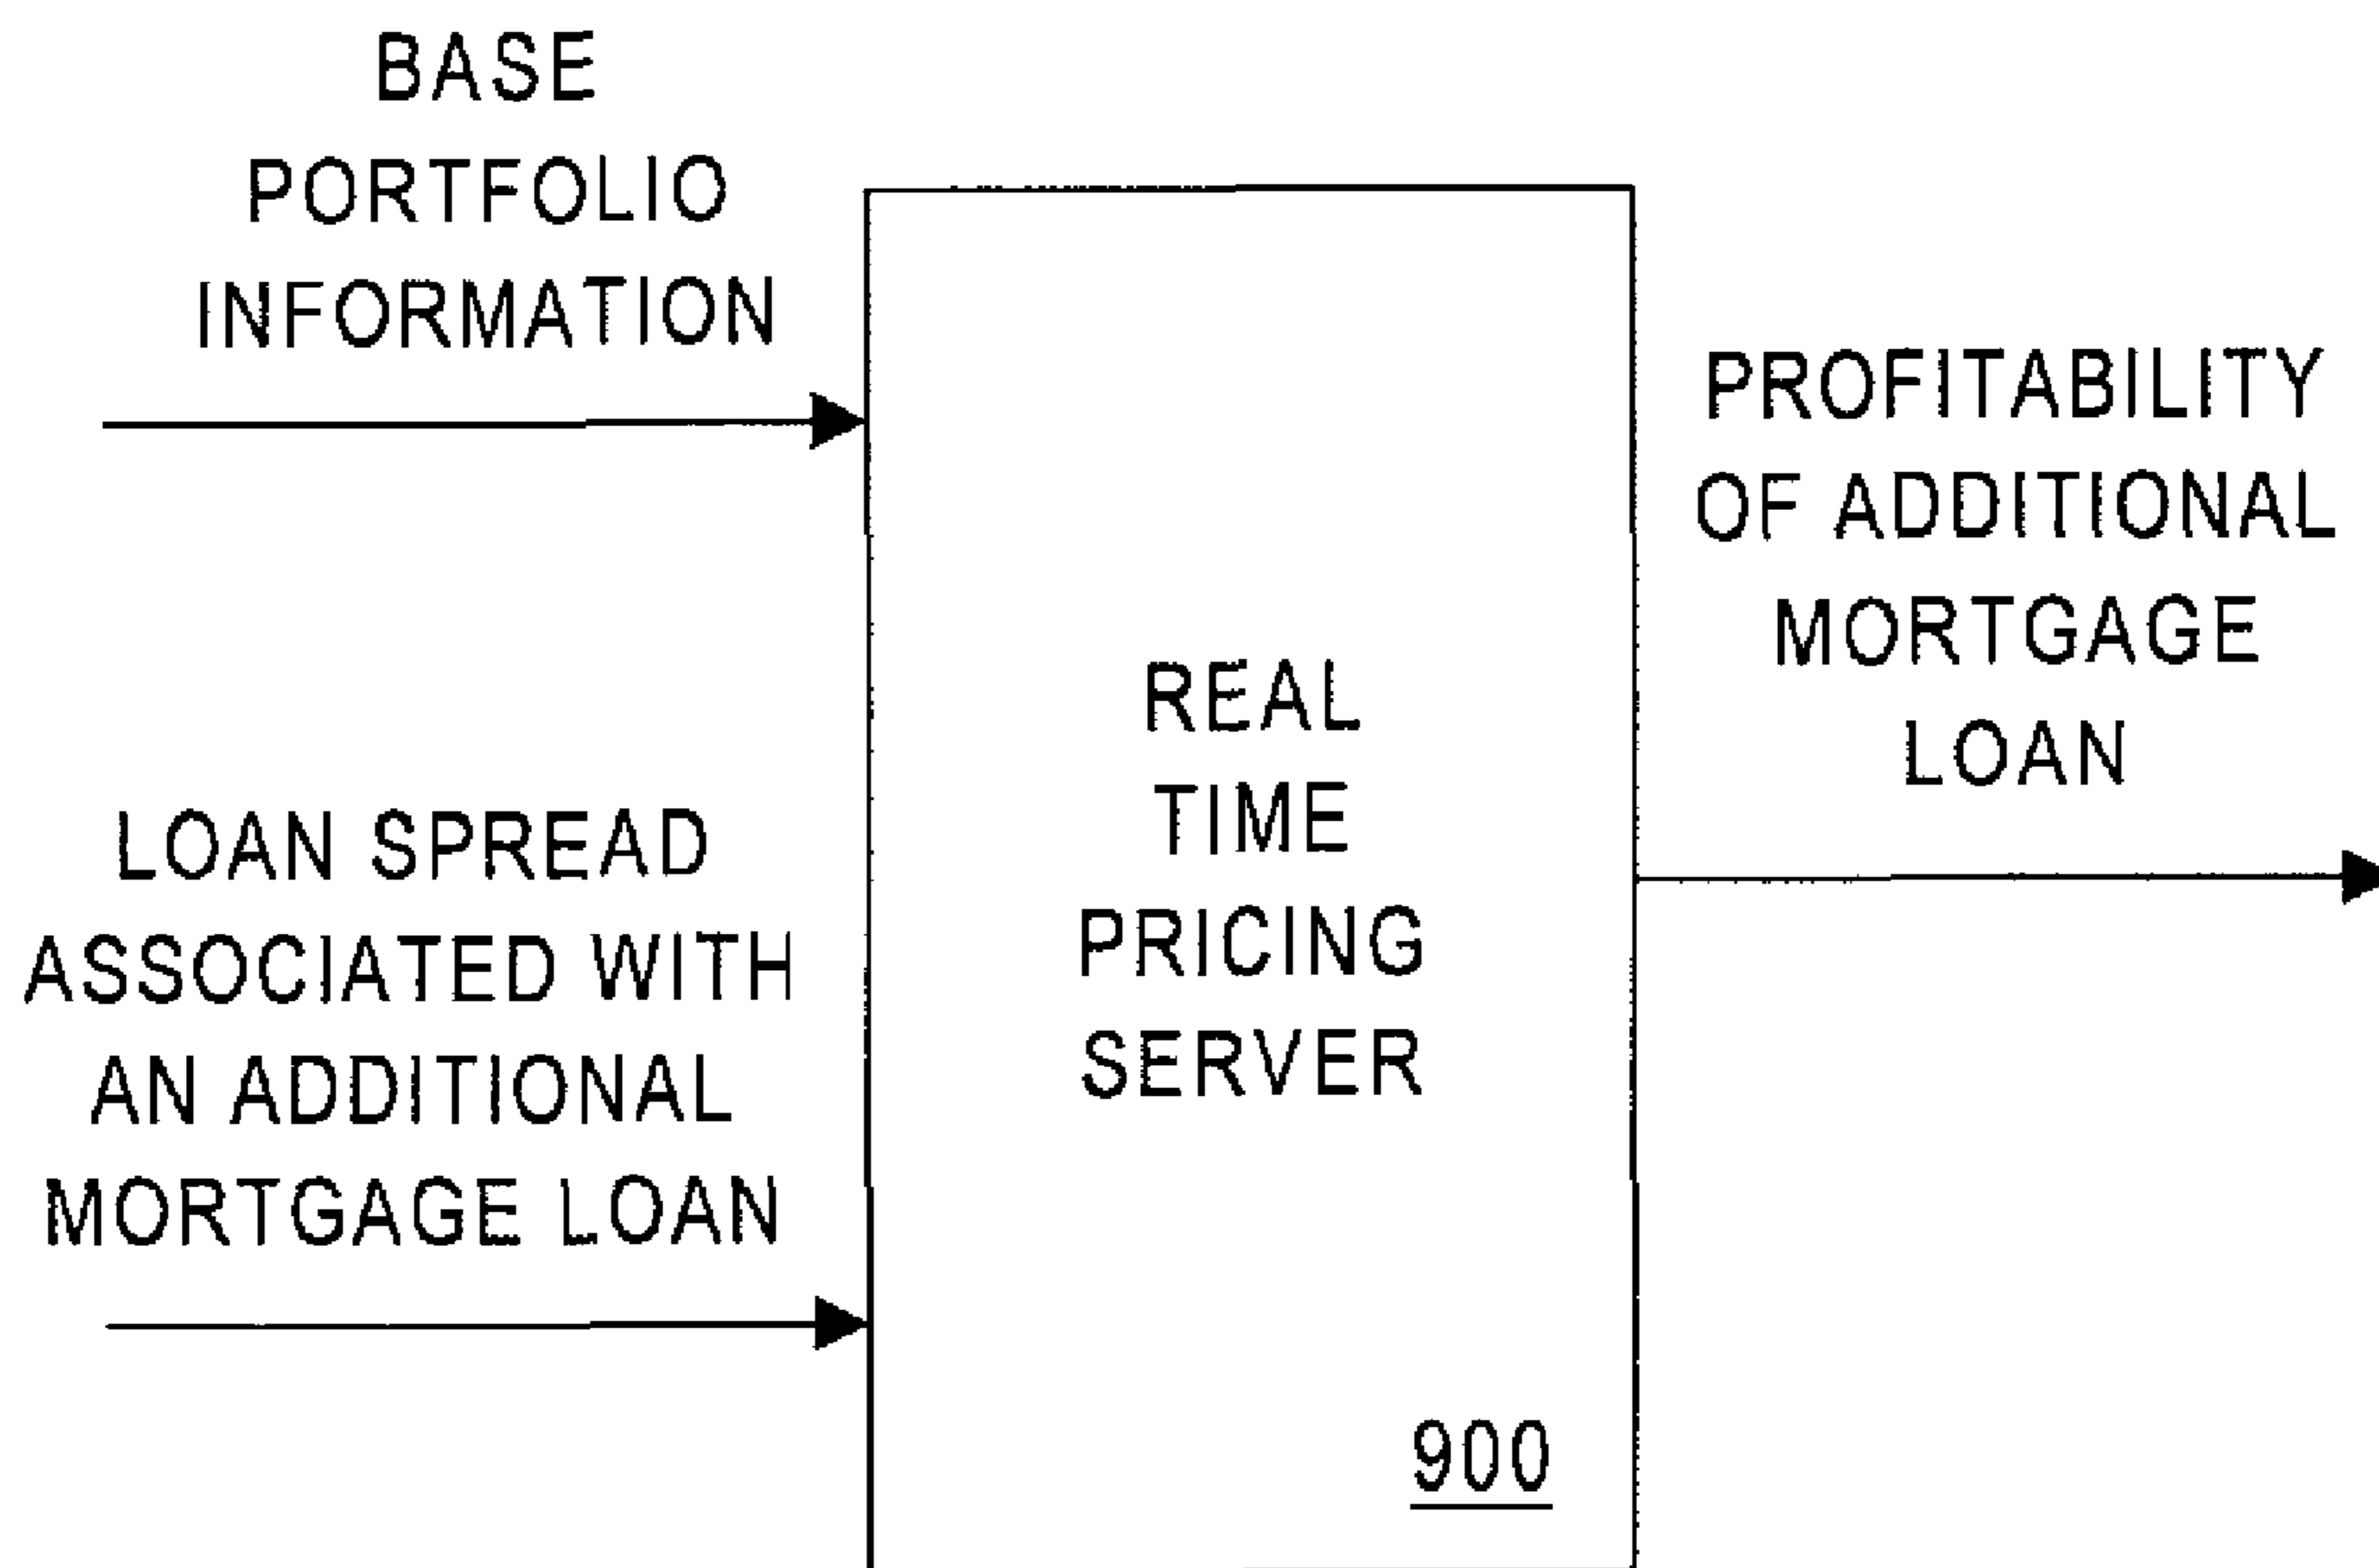 BASE
PORTFOLIO
INFORMATION
LOAN SPREAD
ASSOCIATED WITH
AN ADDITIONAL
MORTGAGE LOAN
REAL
TIME
PRICING
SERVER
900
PROFITABILITY
OF ADDITIONAL
MORTGAGE
LOAN